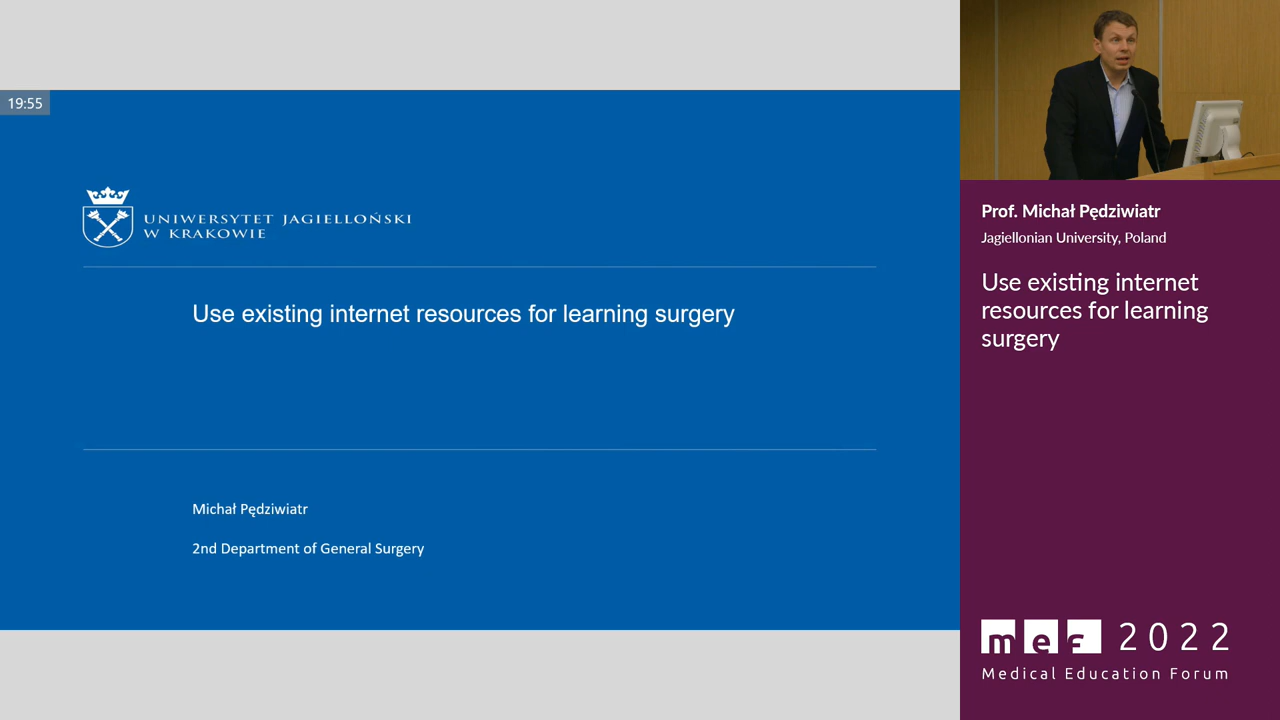 19:55
UNIWERSYTET JAGIELLOŃSKI
W KRAKOWIE
Use existing internet resources for learning surgery
Michał Pędziwiatr
2nd Department of General Surgery
Prof. Michał Pędziwiatr
Jagiellonian University, Poland
Use existing internet
resources for learning
surgery
mef 2022
Medical Education Forum